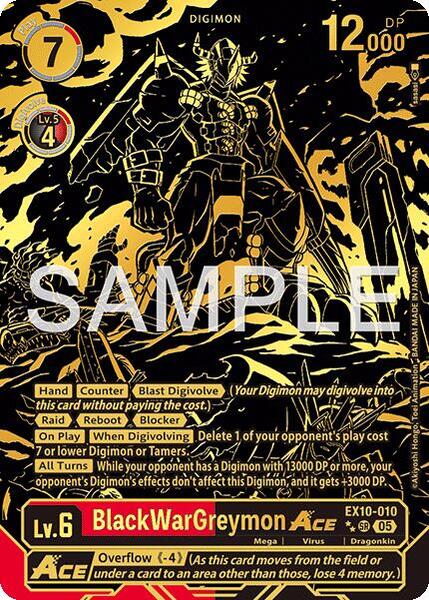 DIGIMON
Play
7
DP
12,000
Digivolve
Lv.5
4
SAMPLE
Hand Counter Blast Digivolve (Your Digimon may digivolve into
this card without paying the cost.)
Raid Reboot Blocker
On Play When Digivolving Delete 1 of your opponent's play cost
7 or lower Digimon or Tamers.
All Turns While your opponent has a Digimon with 13000 DP or more, your
opponent's Digimon's effects don't affect this Digimon, and it gets +3000 DP.
Lv.6
BlackWarGreymon ACE
EX10-010
SR 05
Mega | Virus | Dragonkin
ACE
Overflow 《-4》 (As this card moves from the field or
under a card to an area other than those, lose 4 memory.)
©Akiyoshi Hongo, Toei Animation • BANDAI MADE IN JAPAN